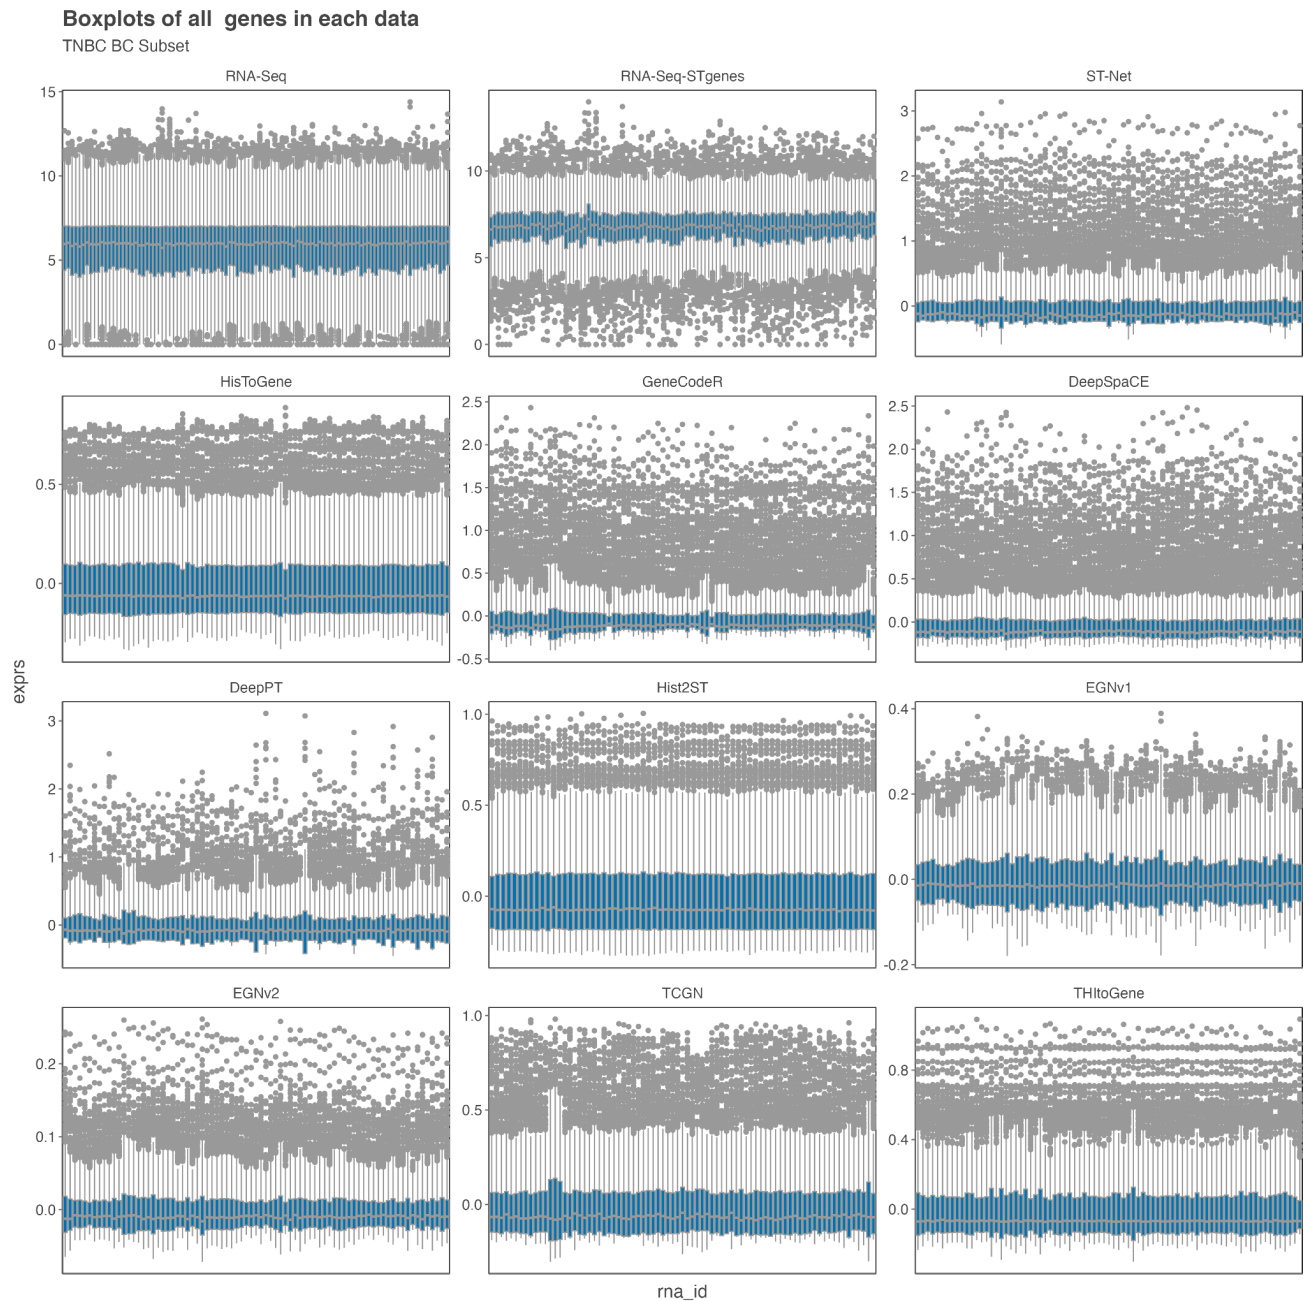 Boxplots of all  genes in each data
TNBC BC Subset
RNA-Seq
RNA-Seq-STgenes
ST-Net
15
10
5
0
10
5
0
3
2
1
0
HisToGene
GeneCodeR
DeepSpaCE
0.5
0.0
2.5
2.0
1.5
1.0
0.5
0.0
-0.5
2.5
2.0
1.5
1.0
0.5
0.0
exprs
DeepPT
Hist2ST
EGNv1
3
2
1
0
1.0
0.5
0.0
0.4
0.2
0.0
-0.2
EGNv2
TCGN
THItoGene
0.2
0.1
0.0
1.0
0.5
0.0
0.8
0.4
0.0
rna_id